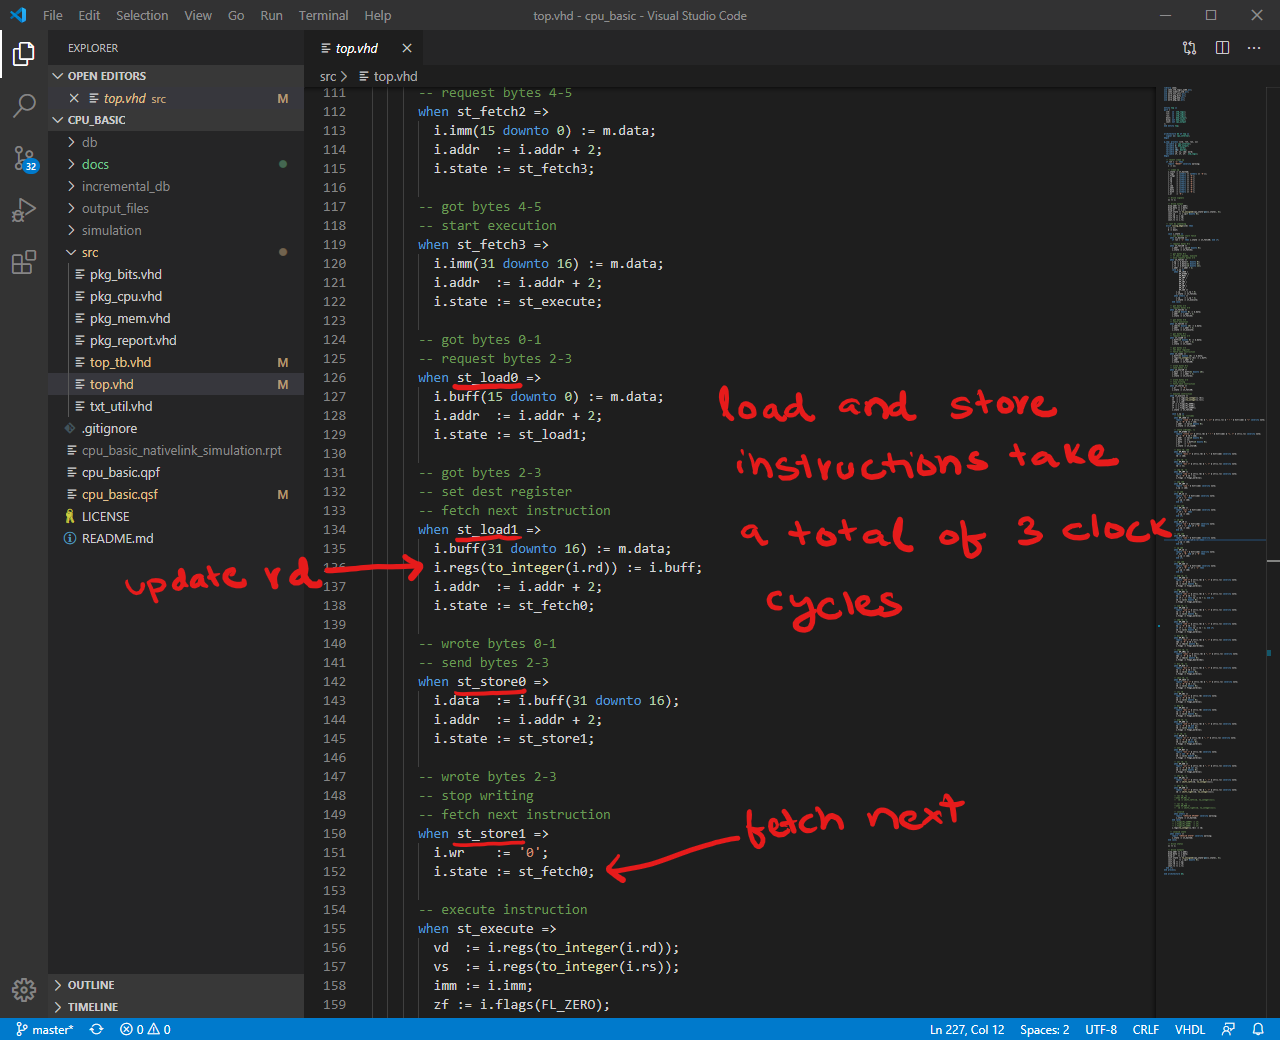 File Edit Selection View Go Run Terminal Help
top.vhd - cpu_basic - Visual Studio Code
EXPLORER
OPEN EDITORS
top.vhd src M
CPU_BASIC
db
docs
incremental_db
output_files
simulation
src
pkg_bits.vhd
pkg_cpu.vhd
pkg_mem.vhd
pkg_report.vhd
top_tb.vhd M
top.vhd M
txt_util.vhd
.gitignore
cpu_basic_nativelink_simulation.rpt
cpu_basic.qpf
cpu_basic.qsf M
LICENSE
README.md
OUTLINE
TIMELINE
32
top.vhd
src > top.vhd
111 -- request bytes 4-5
112 when st_fetch2 =>
113 i.imm(15 downto 0) := m.data;
114 i.addr := i.addr + 2;
115 i.state := st_fetch3;
116
117 -- got bytes 4-5
118 -- start execution
119 when st_fetch3 =>
120 i.imm(31 downto 16) := m.data;
121 i.addr := i.addr + 2;
122 i.state := st_execute;
123
124 -- got bytes 0-1
125 -- request bytes 2-3
126 when st_load0 =>
127 i.buff(15 downto 0) := m.data;
128 i.addr := i.addr + 2;
129 i.state := st_load1;
130
131 -- got bytes 2-3
132 -- set dest register
133 -- fetch next instruction
134 when st_load1 =>
135 i.buff(31 downto 16) := m.data;
136 i.regs(to_integer(i.rd)) := i.buff;
137 i.addr := i.addr + 2;
138 i.state := st_fetch0;
139
140 -- wrote bytes 0-1
141 -- send bytes 2-3
142 when st_store0 =>
143 i.data := i.buff(31 downto 16);
144 i.addr := i.addr + 2;
145 i.state := st_store1;
146
147 -- wrote bytes 2-3
148 -- stop writing
149 -- fetch next instruction
150 when st_store1 =>
151 i.wr := '0';
152 i.state := st_fetch0;
153
154 -- execute instruction
155 when st_execute =>
156 vd := i.regs(to_integer(i.rd));
157 vs := i.regs(to_integer(i.rs));
158 imm := i.imm;
159 zf := i.flags(FL_ZERO);
load and store
instructions take
a total of 3 clock
cycles
update rd
fetch next
master* 0 0 Ln 227, Col 12 Spaces: 2 UTF-8 CRLF VHDL